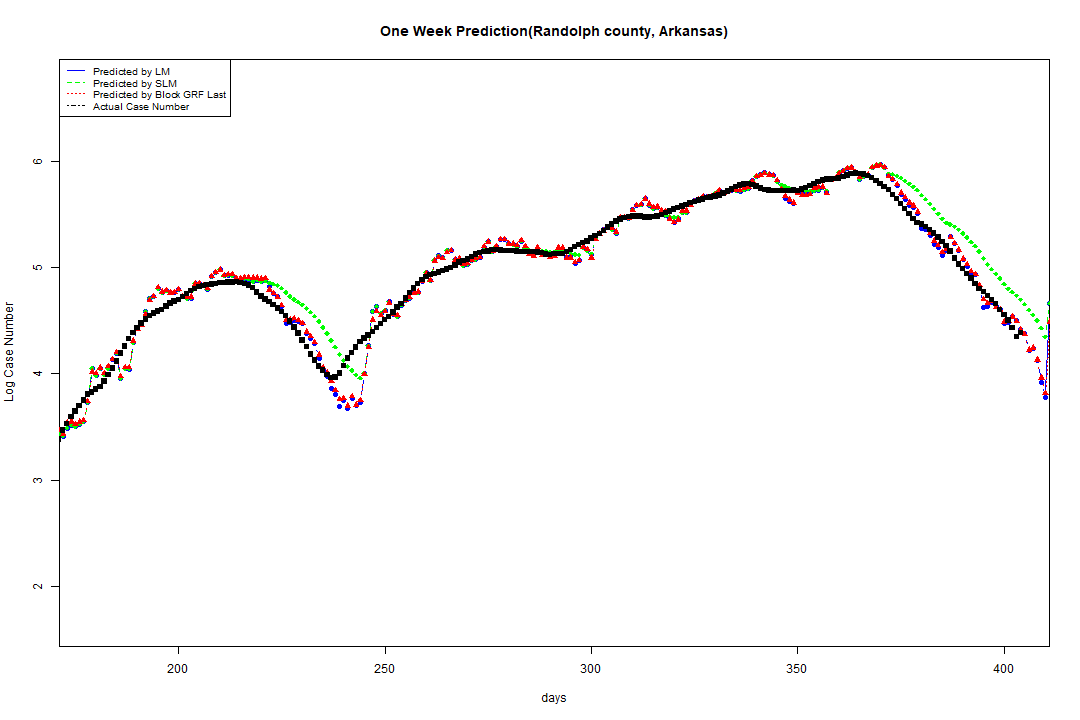 One Week Prediction(Randolph county, Arkansas)
Predicted by LM
Predicted by SLM
Predicted by Block GRF Last
Actual Case Number
6
5
4
3
2
Log Case Number
200 250 300 350 400
days